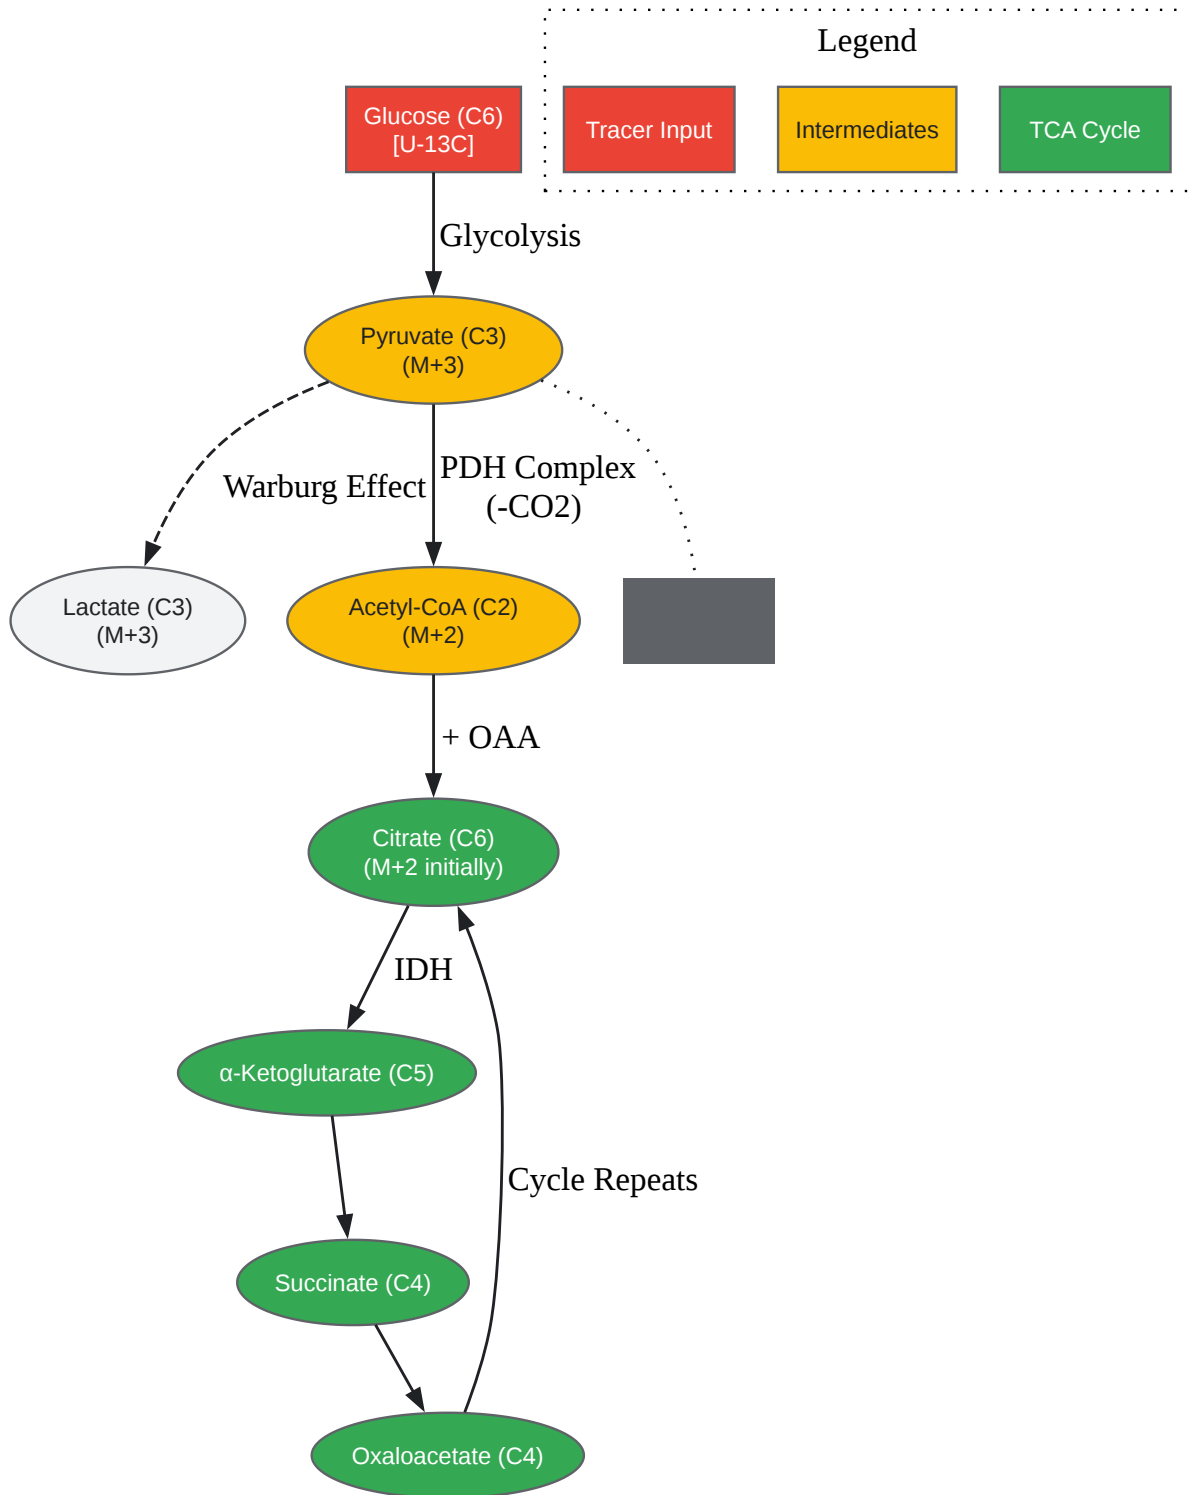 Legend
Glucose (C6)
[U-13C]
Tracer Input
Intermediates
TCA Cycle
Glycolysis
Pyruvate (C3)
(M+3)
Warburg Effect
PDH Complex
(-CO2)
Lactate (C3)
(M+3)
Acetyl-CoA (C2)
(M+2)
+ OAA
Citrate (C6)
(M+2 initially)
IDH
α-Ketoglutarate (C5)
Cycle Repeats
Succinate (C4)
Oxaloacetate (C4)